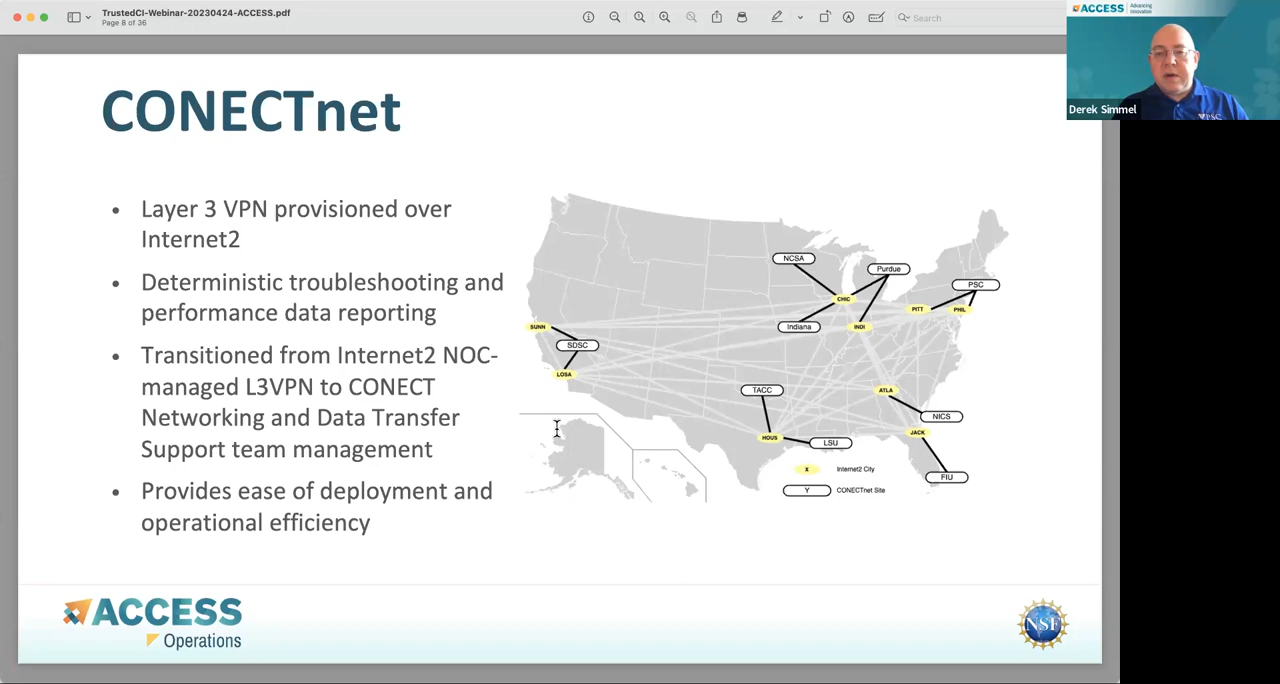 TrustedCI-Webinar-20230424-ACCESS.pdf
Page 8 of 36
Search
ACCESS
Advancing
Innovation
Derek Simmel
PSC
CONECTnet
• Layer 3 VPN provisioned over
Internet2
• Deterministic troubleshooting and
performance data reporting
• Transitioned from Internet2 NOC-
managed L3VPN to CONECT
Networking and Data Transfer
Support team management
• Provides ease of deployment and
operational efficiency
NCSA
Purdue
PSC
CHIC
PITT
PHIL
SUNN
Indiana
INDI
SDSC
LOSA
TACC
ATLA
NICS
HOUS
LSU
JACK
X
Internet2 City
FIU
Y
CONECTnet Site
ACCESS
Operations
NSF